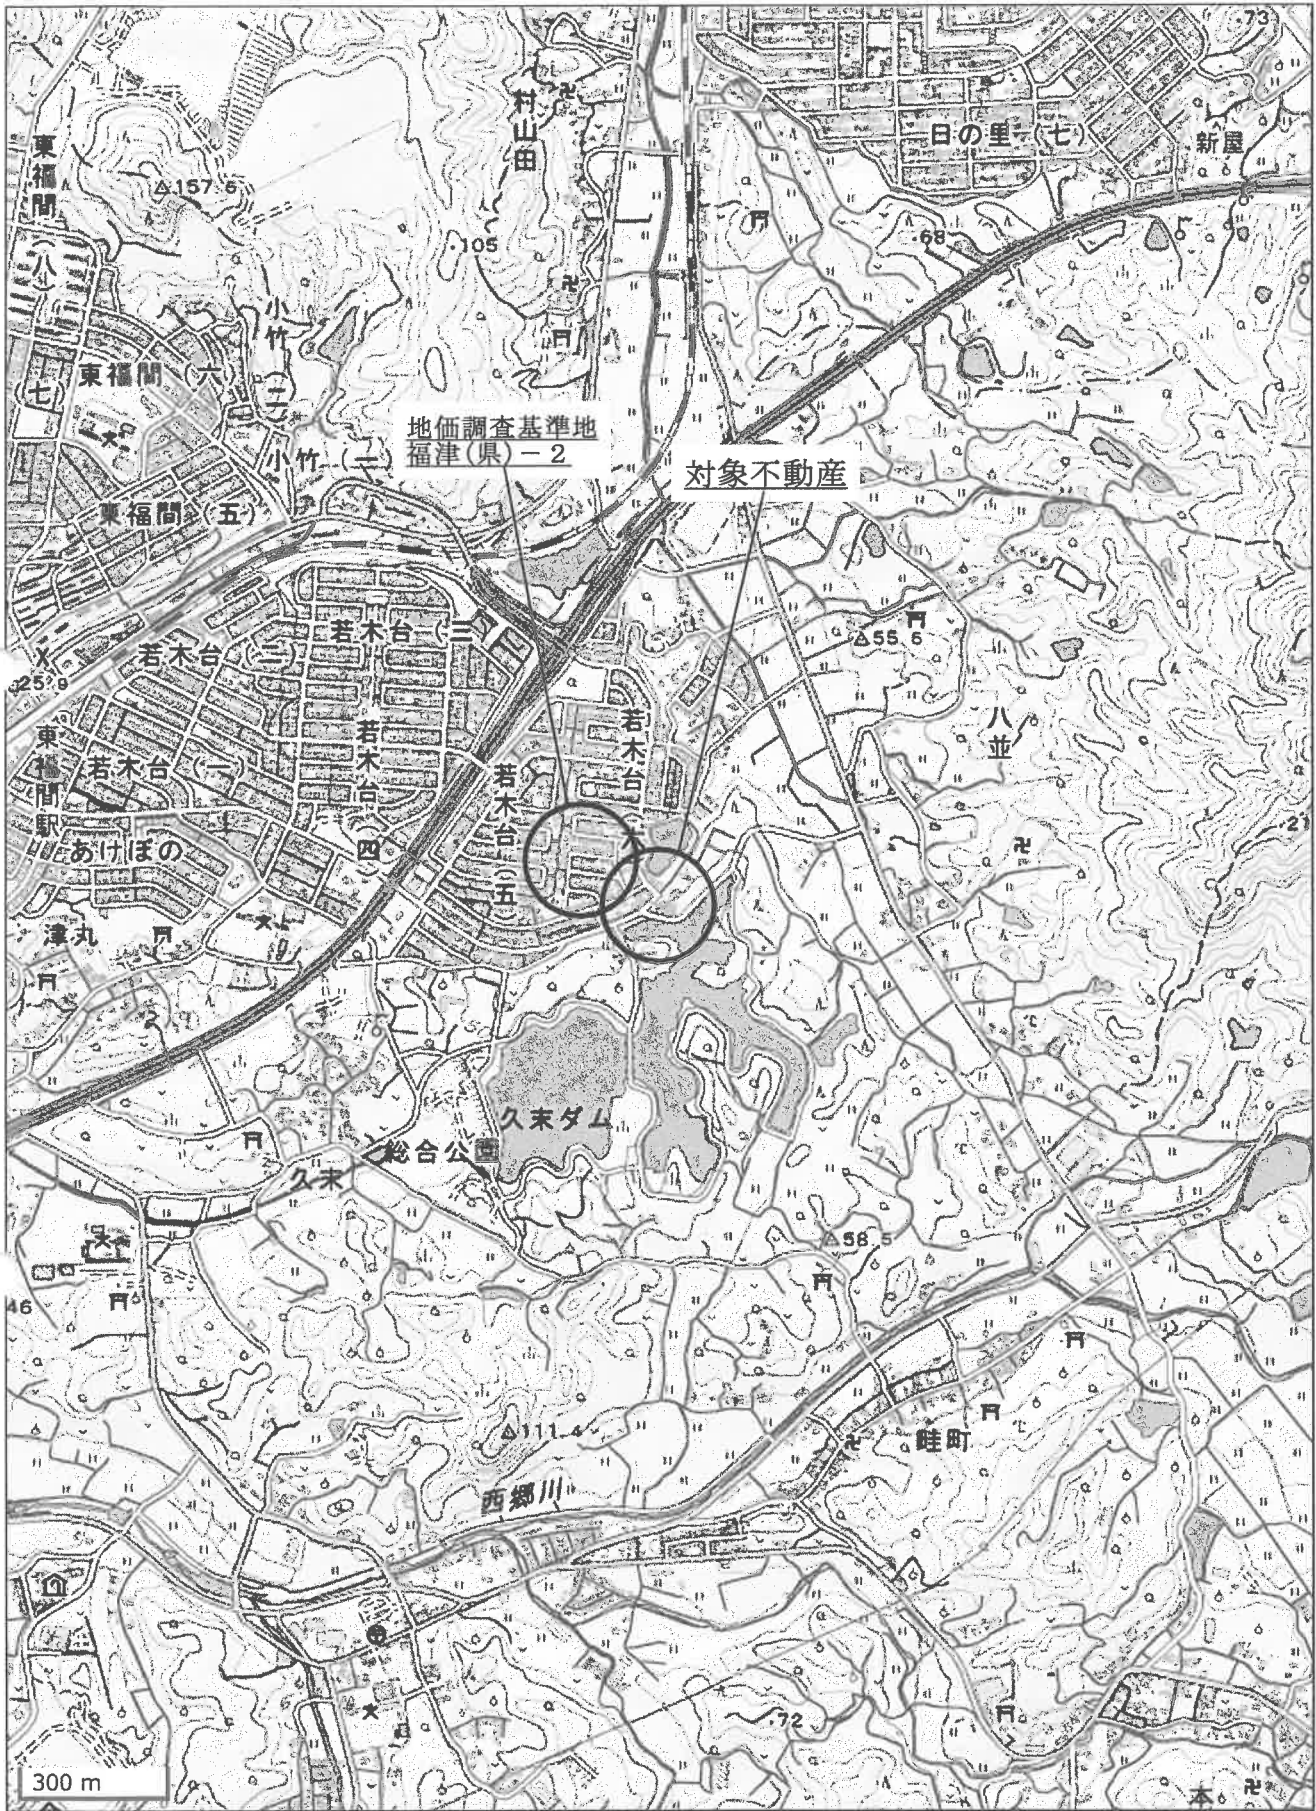 73
村山田
日の里(七)
新屋
東福間(八)
△157.6
・105
・68
小竹(二)
東福間(六)
(七)
地価調査基準地
福津(県)-2
小竹(一)
対象不動産
東福間(五)
若木台(三)
△55.6
若木台(二)
25.9
若木台(六)
八並
若木台(四)
東福間駅
若木台(一)
若木台(五)
・21
あけぼの
津丸
久末ダム
総合公園
久末
△58.5
46
△111.4
畦町
西郷川
・72
300 m
本